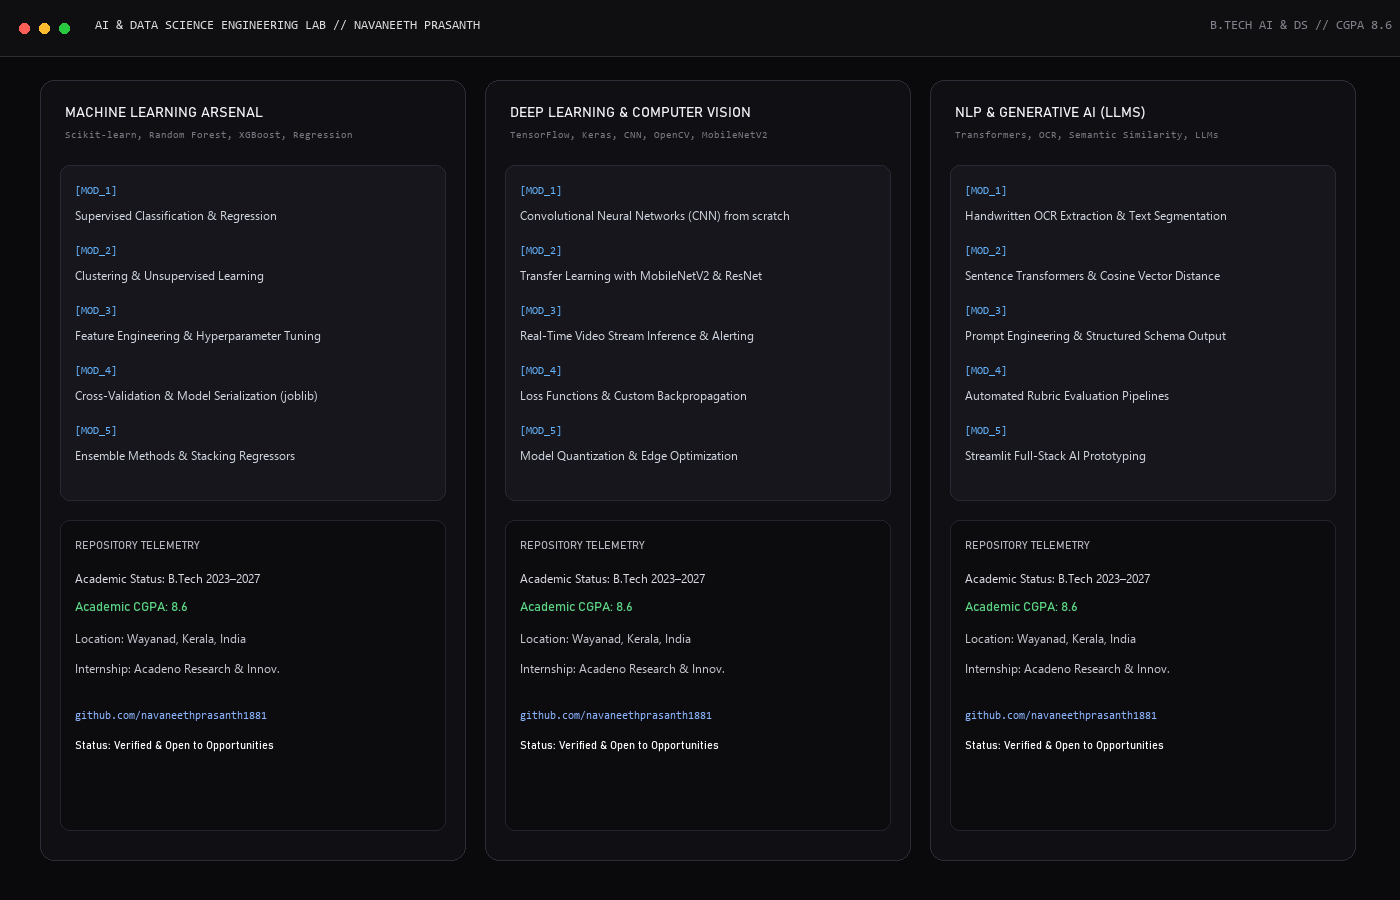 AI & DATA SCIENCE ENGINEERING LAB // NAVANEETH PRASANTH
B.TECH AI & DS // CGPA 8.6
MACHINE LEARNING ARSENAL
Scikit-learn, Random Forest, XGBoost, Regression
[MOD_1]
Supervised Classification & Regression
[MOD_2]
Clustering & Unsupervised Learning
[MOD_3]
Feature Engineering & Hyperparameter Tuning
[MOD_4]
Cross-Validation & Model Serialization (joblib)
[MOD_5]
Ensemble Methods & Stacking Regressors
REPOSITORY TELEMETRY
Academic Status: B.Tech 2023–2027
Academic CGPA: 8.6
Location: Wayanad, Kerala, India
Internship: Acadeno Research & Innov.
github.com/navaneethprasanth1881
Status: Verified & Open to Opportunities
DEEP LEARNING & COMPUTER VISION
TensorFlow, Keras, CNN, OpenCV, MobileNetV2
[MOD_1]
Convolutional Neural Networks (CNN) from scratch
[MOD_2]
Transfer Learning with MobileNetV2 & ResNet
[MOD_3]
Real-Time Video Stream Inference & Alerting
[MOD_4]
Loss Functions & Custom Backpropagation
[MOD_5]
Model Quantization & Edge Optimization
REPOSITORY TELEMETRY
Academic Status: B.Tech 2023–2027
Academic CGPA: 8.6
Location: Wayanad, Kerala, India
Internship: Acadeno Research & Innov.
github.com/navaneethprasanth1881
Status: Verified & Open to Opportunities
NLP & GENERATIVE AI (LLMS)
Transformers, OCR, Semantic Similarity, LLMs
[MOD_1]
Handwritten OCR Extraction & Text Segmentation
[MOD_2]
Sentence Transformers & Cosine Vector Distance
[MOD_3]
Prompt Engineering & Structured Schema Output
[MOD_4]
Automated Rubric Evaluation Pipelines
[MOD_5]
Streamlit Full-Stack AI Prototyping
REPOSITORY TELEMETRY
Academic Status: B.Tech 2023–2027
Academic CGPA: 8.6
Location: Wayanad, Kerala, India
Internship: Acadeno Research & Innov.
github.com/navaneethprasanth1881
Status: Verified & Open to Opportunities